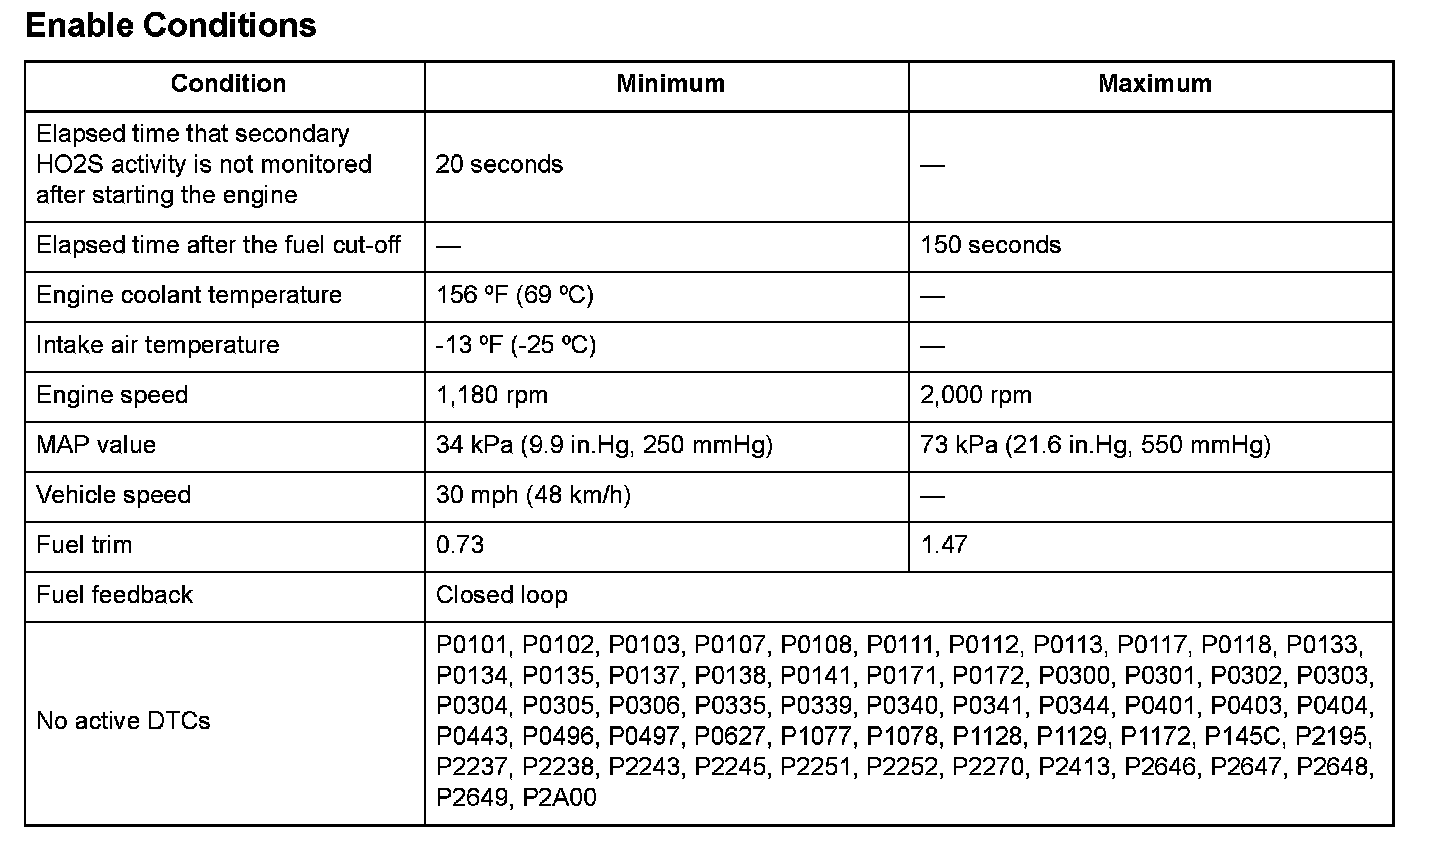 Enable Conditions
Condition Minimum Maximum
Elapsed time that secondary
HO2S activity is not monitored
after starting the engine
20 seconds —
Elapsed time after the fuel cut-off — 150 seconds
Engine coolant temperature 156 ºF (69 ºC) —
Intake air temperature -13 ºF (-25 ºC) —
Engine speed 1,180 rpm 2,000 rpm
MAP value 34 kPa (9.9 in.Hg, 250 mmHg) 73 kPa (21.6 in.Hg, 550 mmHg)
Vehicle speed 30 mph (48 km/h) —
Fuel trim 0.73 1.47
Fuel feedback Closed loop
No active DTCs
P0101, P0102, P0103, P0107, P0108, P0111, P0112, P0113, P0117, P0118, P0133,
P0134, P0135, P0137, P0138, P0141, P0171, P0172, P0300, P0301, P0302, P0303,
P0304, P0305, P0306, P0335, P0339, P0340, P0341, P0344, P0401, P0403, P0404,
P0443, P0496, P0497, P0627, P1077, P1078, P1128, P1129, P1172, P145C, P2195,
P2237, P2238, P2243, P2245, P2251, P2252, P2270, P2413, P2646, P2647, P2648,
P2649, P2A00